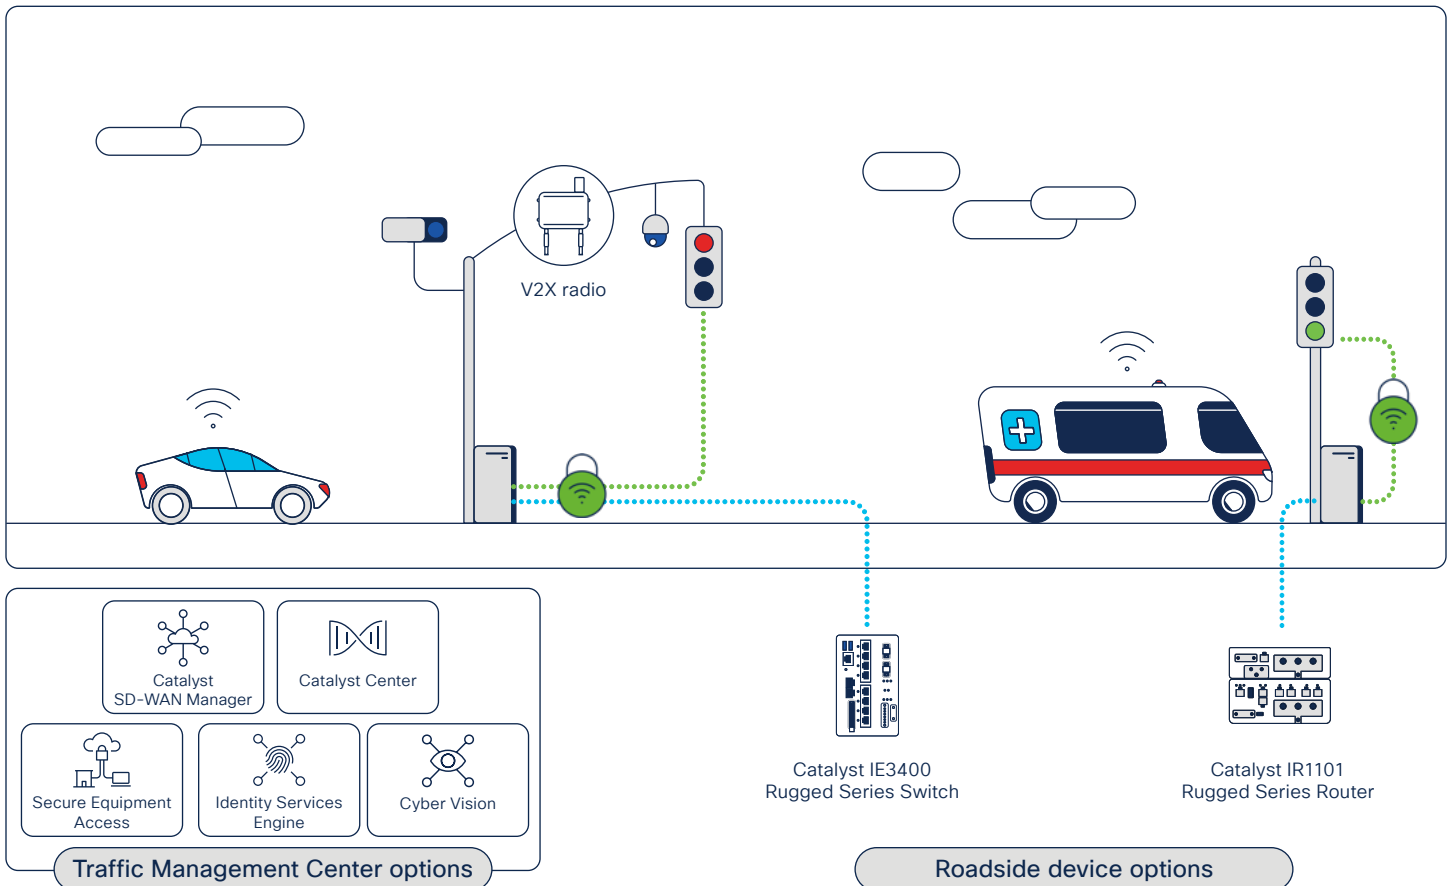 V2X radio
Catalyst
SD-WAN Manager
Catalyst Center
Secure Equipment
Access
Identity Services
Engine
Cyber Vision
Traffic Management Center options
Catalyst IE3400
Rugged Series Switch
Catalyst IR1101
Rugged Series Router
Roadside device options